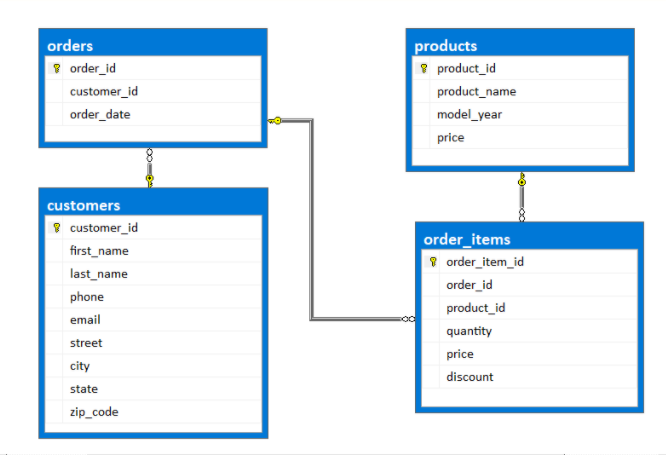 orders
order_id
customer_id
order_date
customers
customer_id
first_name
last_name
phone
email
street
city
state
zip_code
products
product_id
product_name
model_year
price
order_items
order_item_id
order_id
product_id
quantity
price
discount